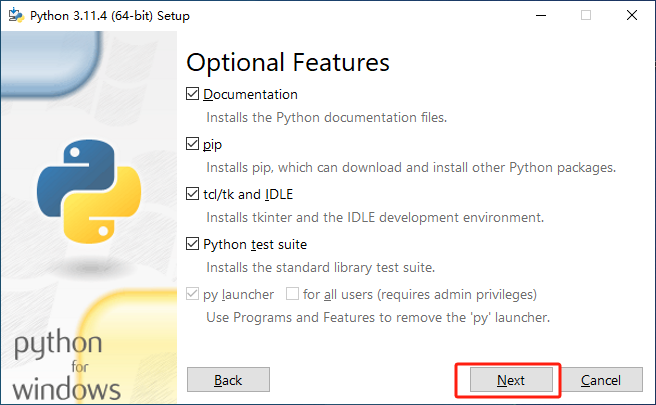 Python 3.11.4 (64-bit) Setup
Optional Features
Documentation
Installs the Python documentation files.
pip
Installs pip, which can download and install other Python packages.
tcl/tk and IDLE
Installs tkinter and the IDLE development environment.
Python test suite
Installs the standard library test suite.
py launcher for all users (requires admin privileges)
Use Programs and Features to remove the 'py' launcher.
python
for
windows
Back Next Cancel